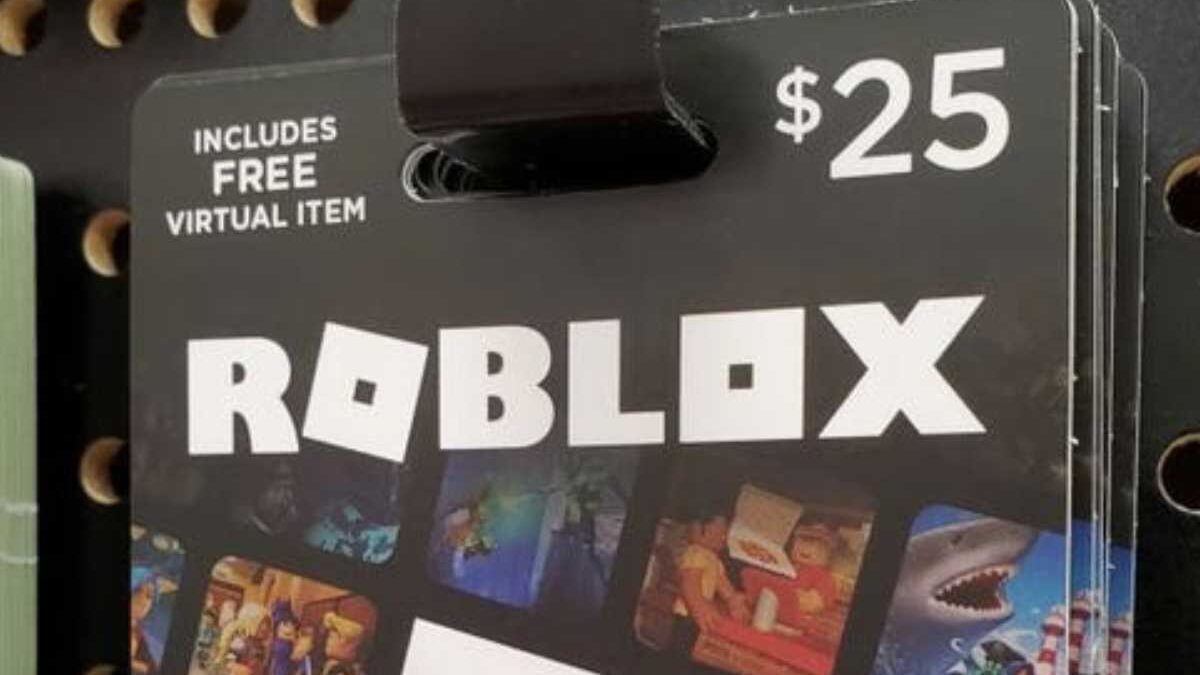 INCLUDES
FREE
VIRTUAL ITEM
$25
ROBLOX